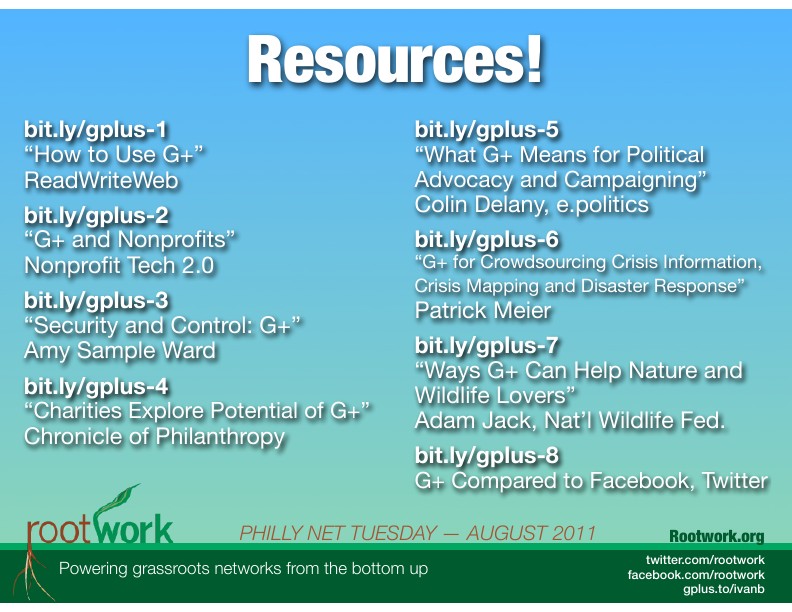 Resources!
bit.ly/gplus-1
“How to Use G+”
ReadWriteWeb
bit.ly/gplus-2
“G+ and Nonprofits”
Nonprofit Tech 2.0
bit.ly/gplus-3
“Security and Control: G+”
Amy Sample Ward
bit.ly/gplus-4
“Charities Explore Potential of G+”
Chronicle of Philanthropy
bit.ly/gplus-5
“What G+ Means for Political
Advocacy and Campaigning”
Colin Delany, e.politics
bit.ly/gplus-6
“G+ for Crowdsourcing Crisis Information,
Crisis Mapping and Disaster Response”
Patrick Meier
bit.ly/gplus-7
“Ways G+ Can Help Nature and
Wildlife Lovers”
Adam Jack, Nat’l Wildlife Fed.
bit.ly/gplus-8
G+ Compared to Facebook, Twitter
rootwork
PHILLY NET TUESDAY — AUGUST 2011
Rootwork.org
Powering grassroots networks from the bottom up
twitter.com/rootwork
facebook.com/rootwork
gplus.to/ivanb